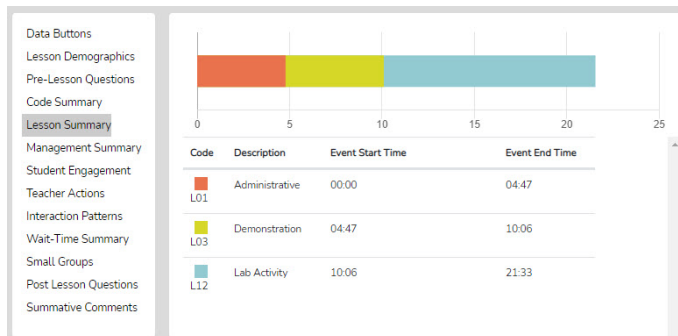 Data Buttons
Lesson Demographics
Pre-Lesson Questions
Code Summary
Lesson Summary
Management Summary
Student Engagement
Teacher Actions
Interaction Patterns
Wait-Time Summary
Small Groups
Post Lesson Questions
Summative Comments
0 5 10 15 20 25
Code Description Event Start Time Event End Time
L01 Administrative 00:00 04:47
L03 Demonstration 04:47 10:06
L12 Lab Activity 10:06 21:33